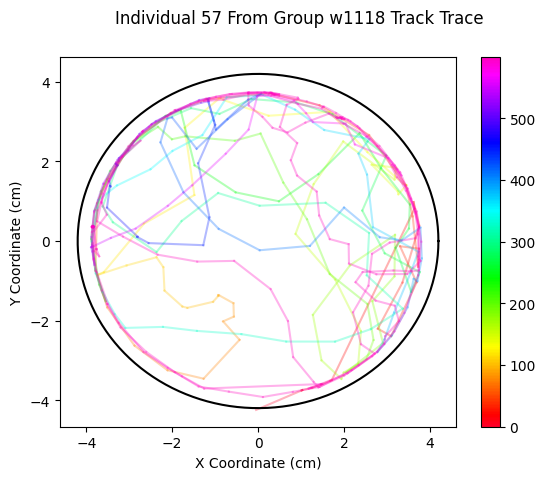 Individual 57 From Group w1118 Track Trace
4
2
0
−2
−4
Y Coordinate (cm)
−4 −2 0 2 4
X Coordinate (cm)
500
400
300
200
100
0